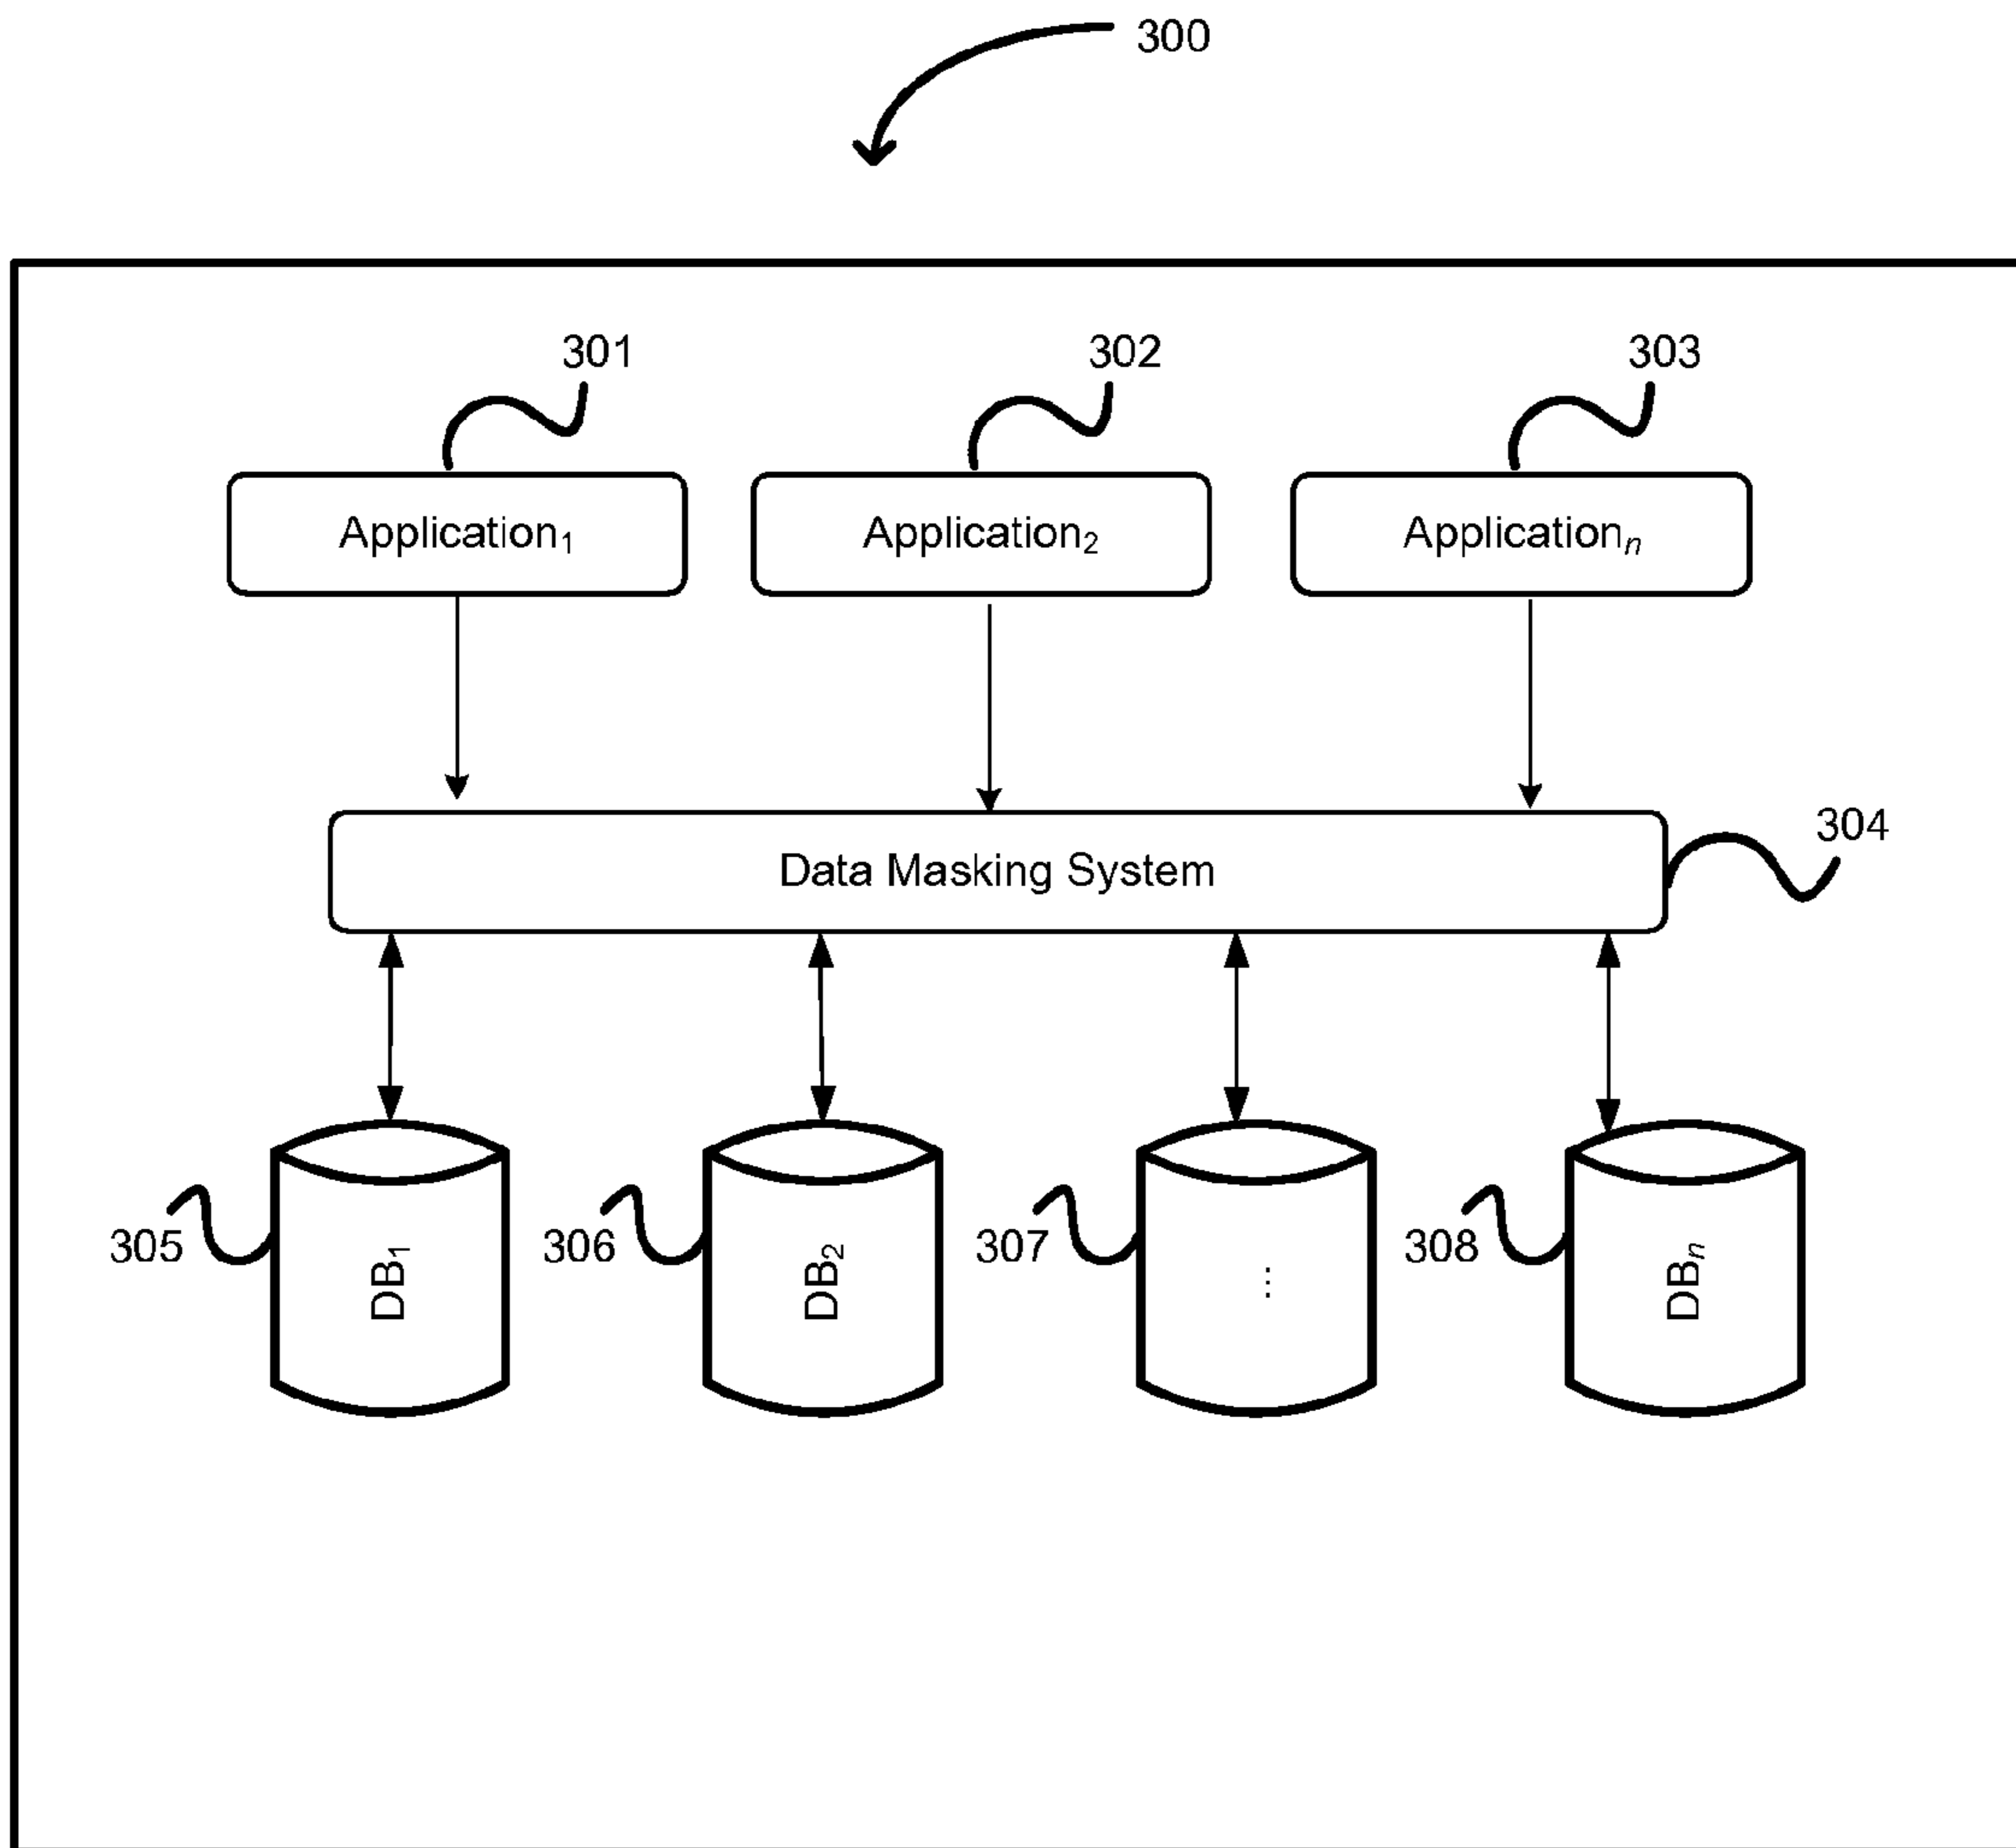 300
301
302
303
Application₁
Application₂
Applicationₙ
304
Data Masking System
305
306
307
308
DB₁
DB₂
...
DBₙ